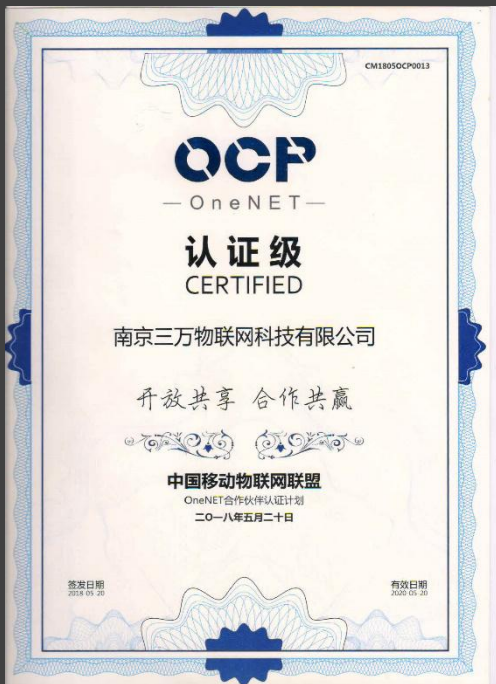 CM1805OCP0013
OCP
OneNET
认证级
CERTIFIED
南京三万物联网科技有限公司
开放共享 合作共赢
中国移动物联网联盟
OneNET合作伙伴认证计划
二〇一八年五月二十日
签发日期
2018 05 20
有效日期
2020 05 20